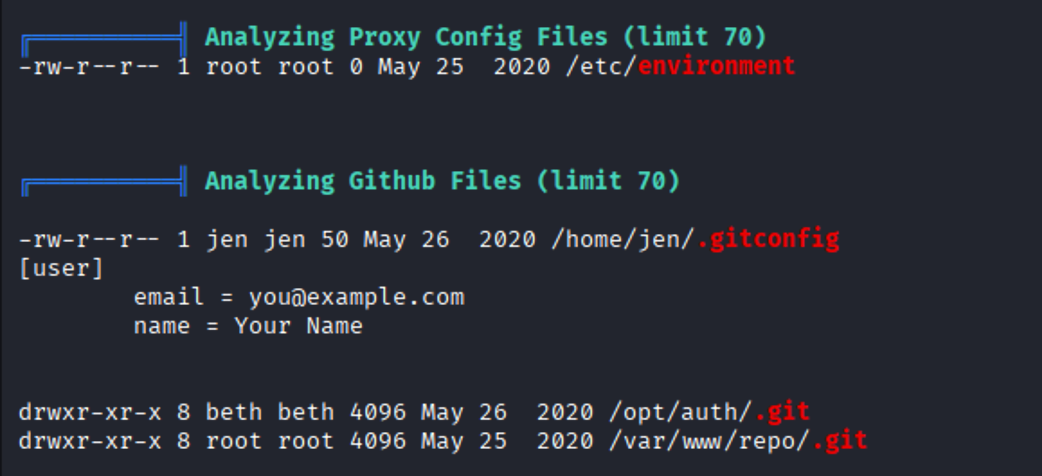 ╔══════════╣ Analyzing Proxy Config Files (limit 70)
-rw-r--r-- 1 root root 0 May 25  2020 /etc/environment
╔══════════╣ Analyzing Github Files (limit 70)
-rw-r--r-- 1 jen jen 50 May 26  2020 /home/jen/.gitconfig
[user]
        email = you@example.com
        name = Your Name
drwxr-xr-x 8 beth beth 4096 May 26  2020 /opt/auth/.git
drwxr-xr-x 8 root root 4096 May 25  2020 /var/www/repo/.git